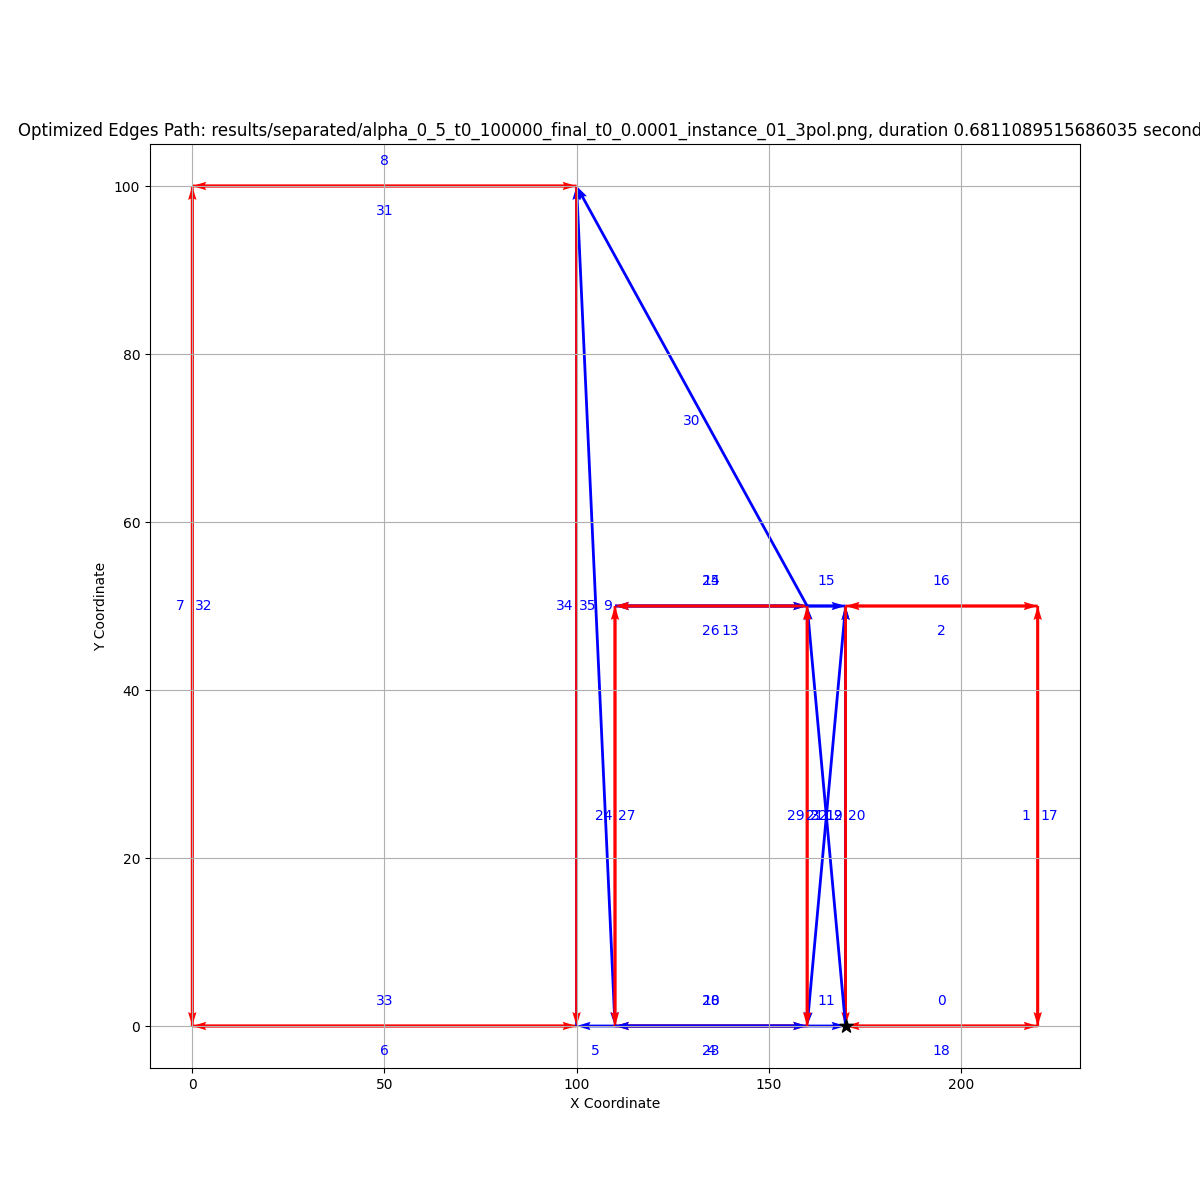 Optimized Edges Path: results/separated/alpha_0_5_t0_100000_final_t0_0.0001_instance_01_3pol.png, duration 0.6811089515686035 second
8
100
31
80
30
60
15 16
7 32 34 35 9
26 13 2
Y Coordinate
40
24 27 29 20 1 17
20
33 11 0
0
6 5 18
0 50 100 150 200
X Coordinate